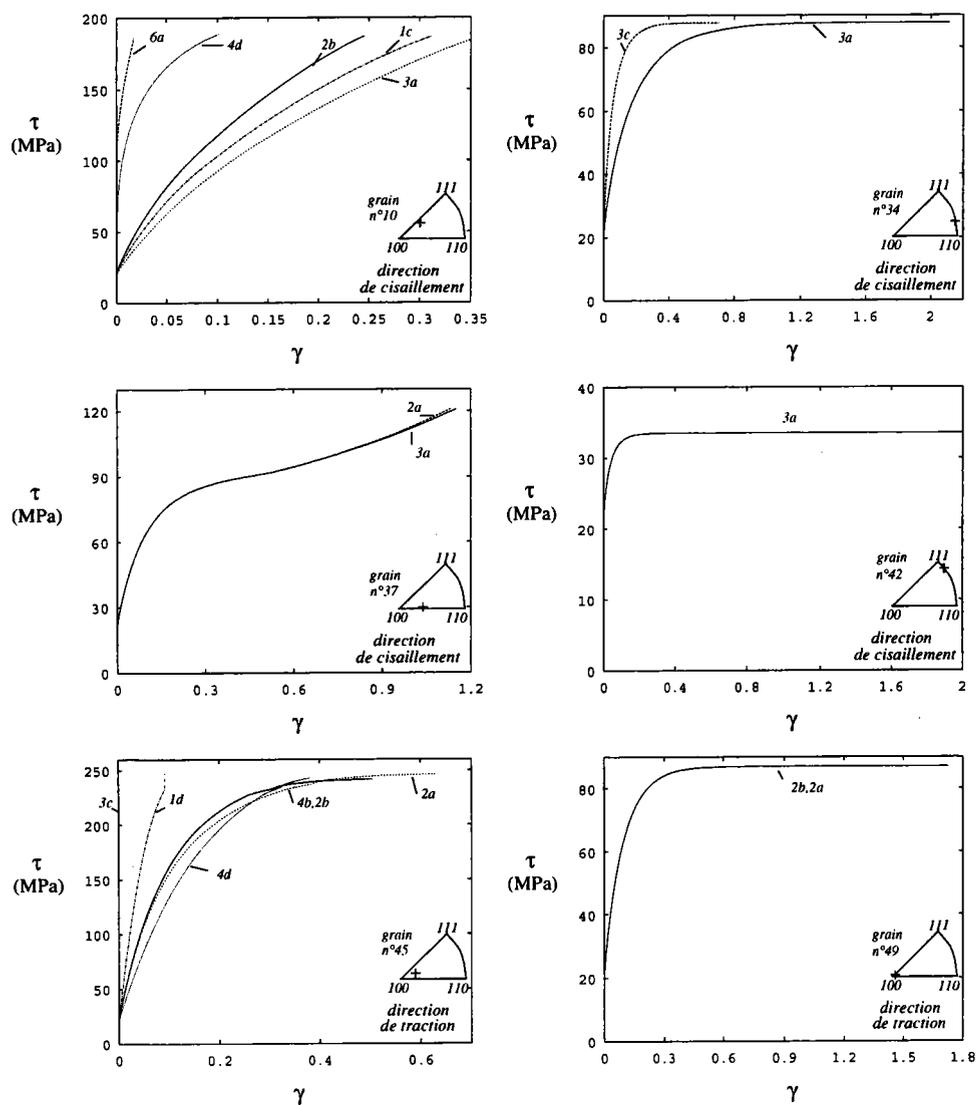 200
150
100
50
0
τ
(MPa)
6a
4d
2b
1c
3a
grain
n°10
111
100
110
direction
de cisaillement
0 0.05 0.1 0.15 0.2 0.25 0.3 0.35
γ
80
60
40
20
0
τ
(MPa)
3c
3a
grain
n°34
111
100
110
direction
de cisaillement
0 0.4 0.8 1.2 1.6 2
γ
120
90
60
30
0
τ
(MPa)
2a
3a
grain
n°37
111
100
110
direction
de cisaillement
0 0.3 0.6 0.9 1.2
γ
40
30
20
10
0
τ
(MPa)
3a
grain
n°42
111
100
110
direction
de cisaillement
0 0.4 0.8 1.2 1.6 2
γ
250
200
150
100
50
0
τ
(MPa)
3c
1d
4b,2b
2a
4d
grain
n°45
111
100
110
direction
de traction
0 0.2 0.4 0.6
γ
80
60
40
20
0
τ
(MPa)
2b,2a
grain
n°49
111
100
110
direction
de traction
0 0.3 0.6 0.9 1.2 1.5 1.8
γ